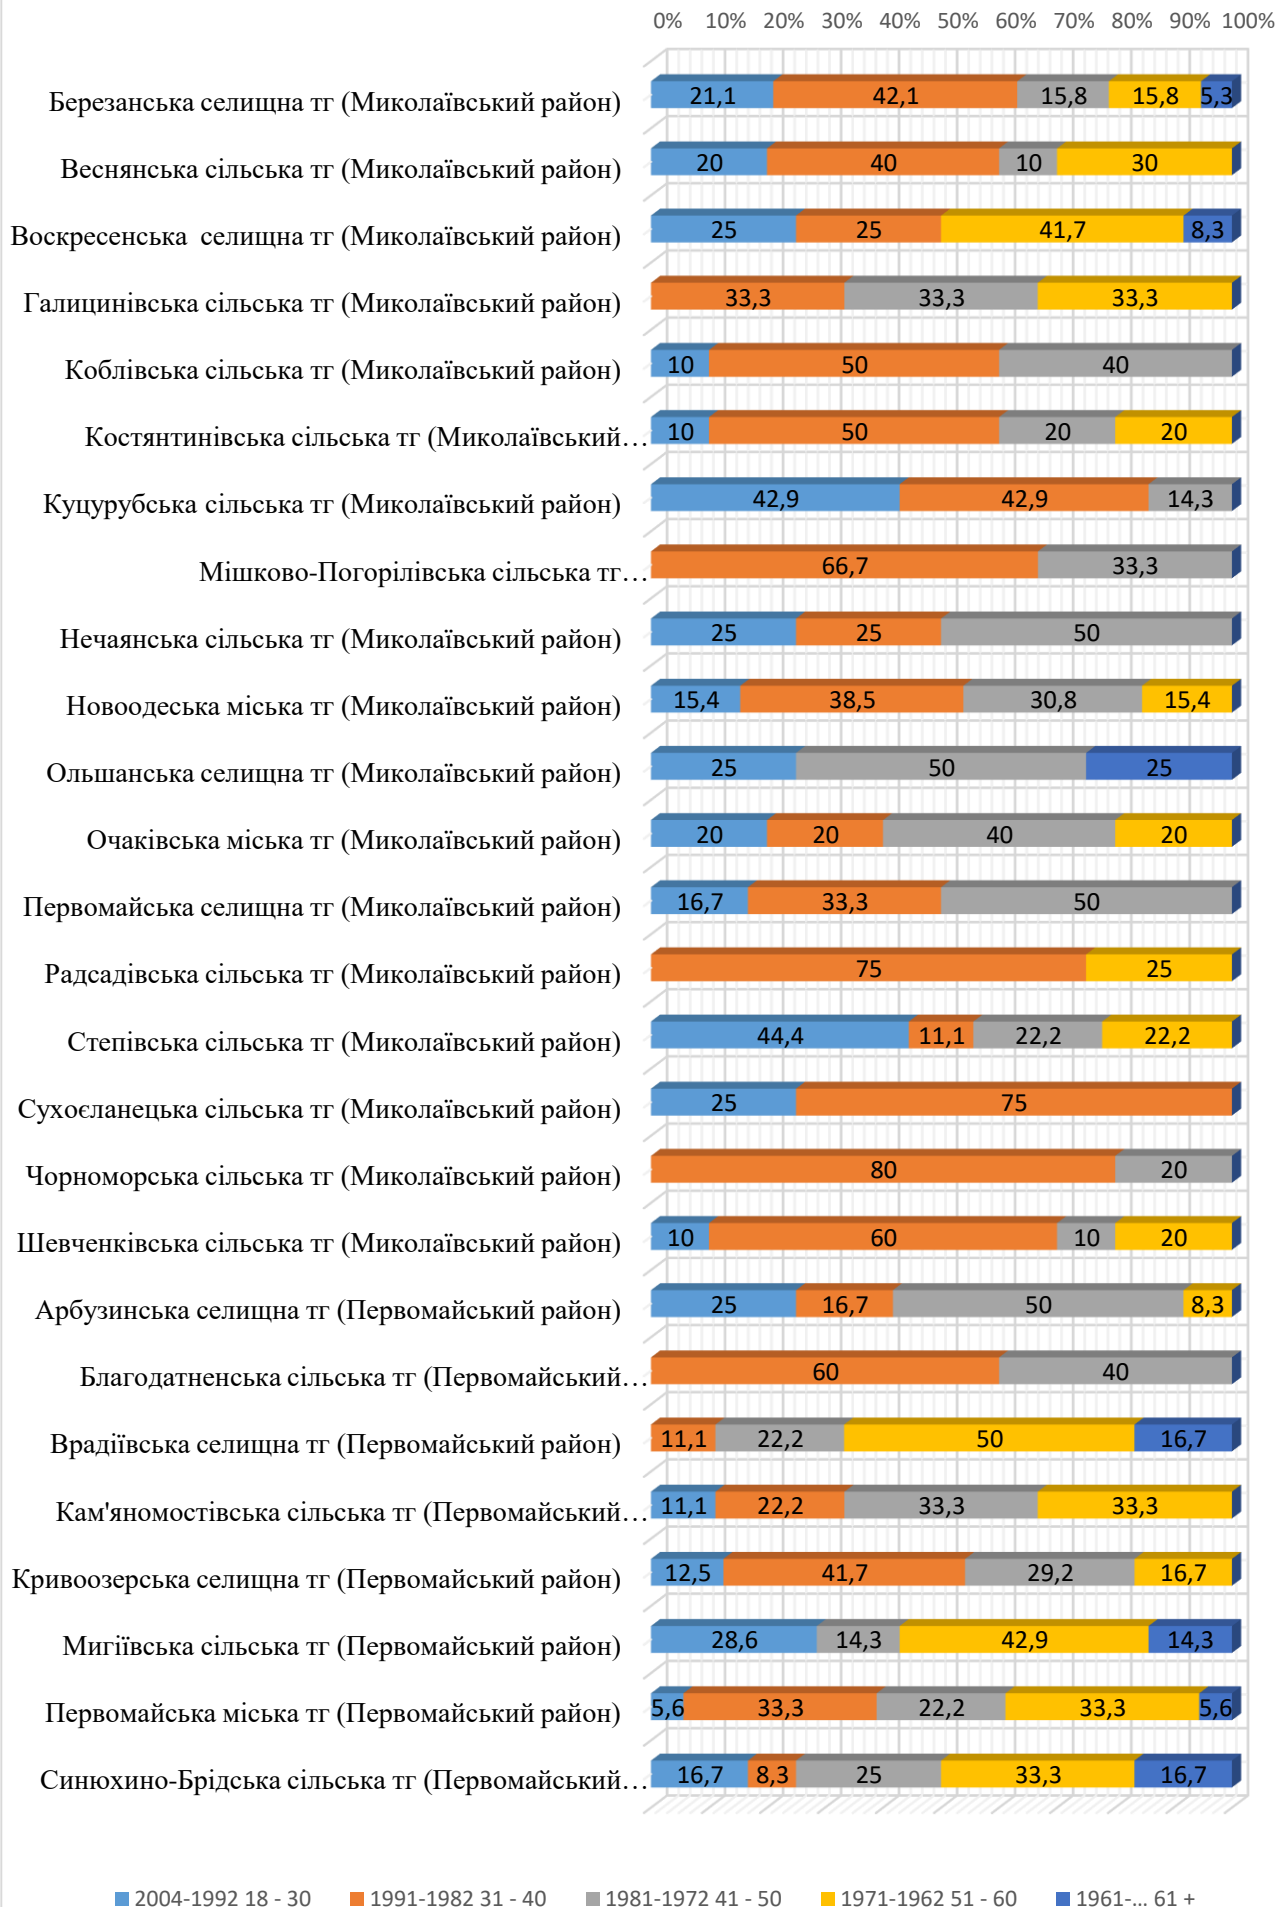 0% 10% 20% 30% 40% 50% 60% 70% 80% 90% 100%
Березанська селищна тг (Миколаївський район) 21,1 42,1 15,8 15,8 5,3
Веснянська сільська тг (Миколаївський район) 20 40 10 30
Воскресенська селищна тг (Миколаївський район) 25 25 41,7 8,3
Галицинівська сільська тг (Миколаївський район) 33,3 33,3 33,3
Коблівська сільська тг (Миколаївський район) 10 50 40
Костянтинівська сільська тг (Миколаївський… 10 50 20 20
Куцурубська сільська тг (Миколаївський район) 42,9 42,9 14,3
Мішково-Погорілівська сільська тг… 66,7 33,3
Нечаянська сільська тг (Миколаївський район) 25 25 50
Новоодеська міська тг (Миколаївський район) 15,4 38,5 30,8 15,4
Ольшанська селищна тг (Миколаївський район) 25 50 25
Очаківська міська тг (Миколаївський район) 20 20 40 20
Первомайська селищна тг (Миколаївський район) 16,7 33,3 50
Радсадівська сільська тг (Миколаївський район) 75 25
Степівська сільська тг (Миколаївський район) 44,4 11,1 22,2 22,2
Сухоєланецька сільська тг (Миколаївський район) 25 75
Чорноморська сільська тг (Миколаївський район) 80 20
Шевченківська сільська тг (Миколаївський район) 10 60 10 20
Арбузинська селищна тг (Первомайський район) 25 16,7 50 8,3
Благодатненська сільська тг (Первомайський… 60 40
Врадіївська селищна тг (Первомайський район) 11,1 22,2 50 16,7
Кам'яномостівська сільська тг (Первомайський… 11,1 22,2 33,3 33,3
Кривоозерська селищна тг (Первомайський район) 12,5 41,7 29,2 16,7
Мигіївська сільська тг (Первомайський район) 28,6 14,3 42,9 14,3
Первомайська міська тг (Первомайський район) 5,6 33,3 22,2 33,3 5,6
Синюхино-Брідська сільська тг (Первомайський… 16,7 8,3 25 33,3 16,7
2004-1992 18 - 30 1991-1982 31 - 40 1981-1972 41 - 50 1971-1962 51 - 60 1961-... 61 +